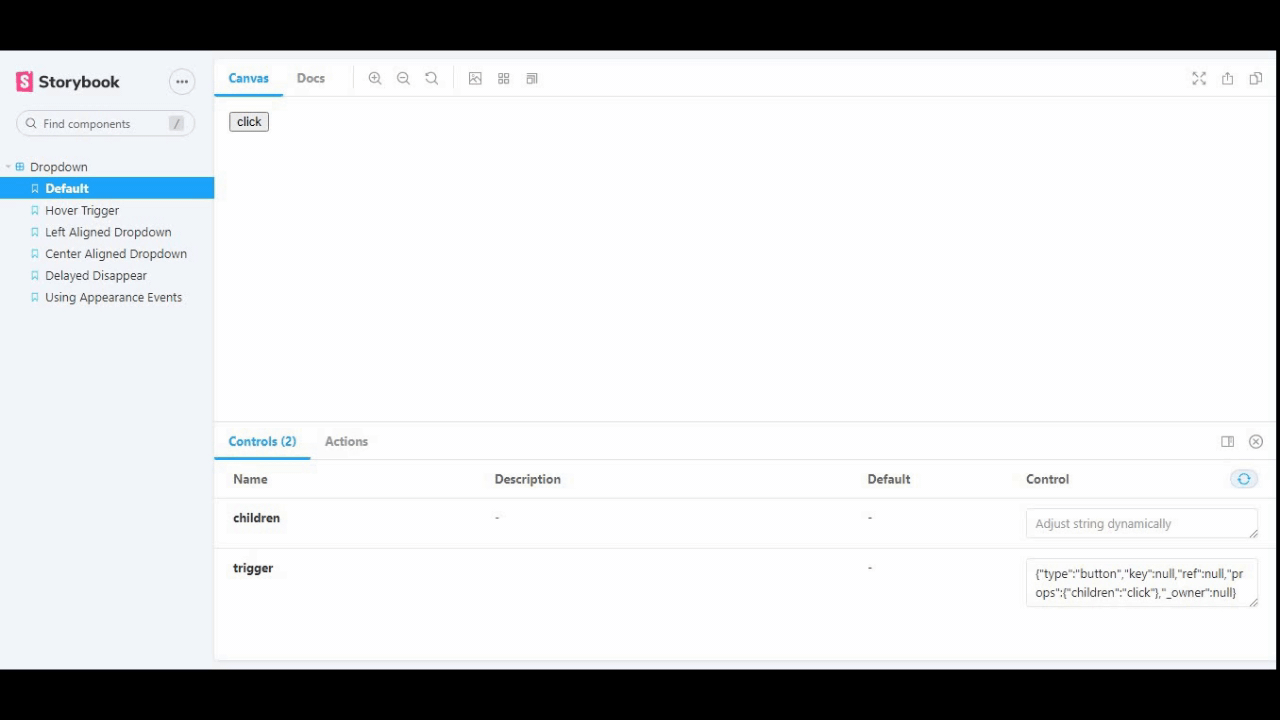 Storybook
Canvas
Docs
Find components
/
click
Dropdown
Default
Hover Trigger
Left Aligned Dropdown
Center Aligned Dropdown
Delayed Disappear
Using Appearance Events
Controls (2)
Actions
Name
Description
Default
Control
children
-
-
Adjust string dynamically
trigger
-
{"type":"button","key":null,"ref":null,"pr
ops":{"children":"click"},"_owner":null}